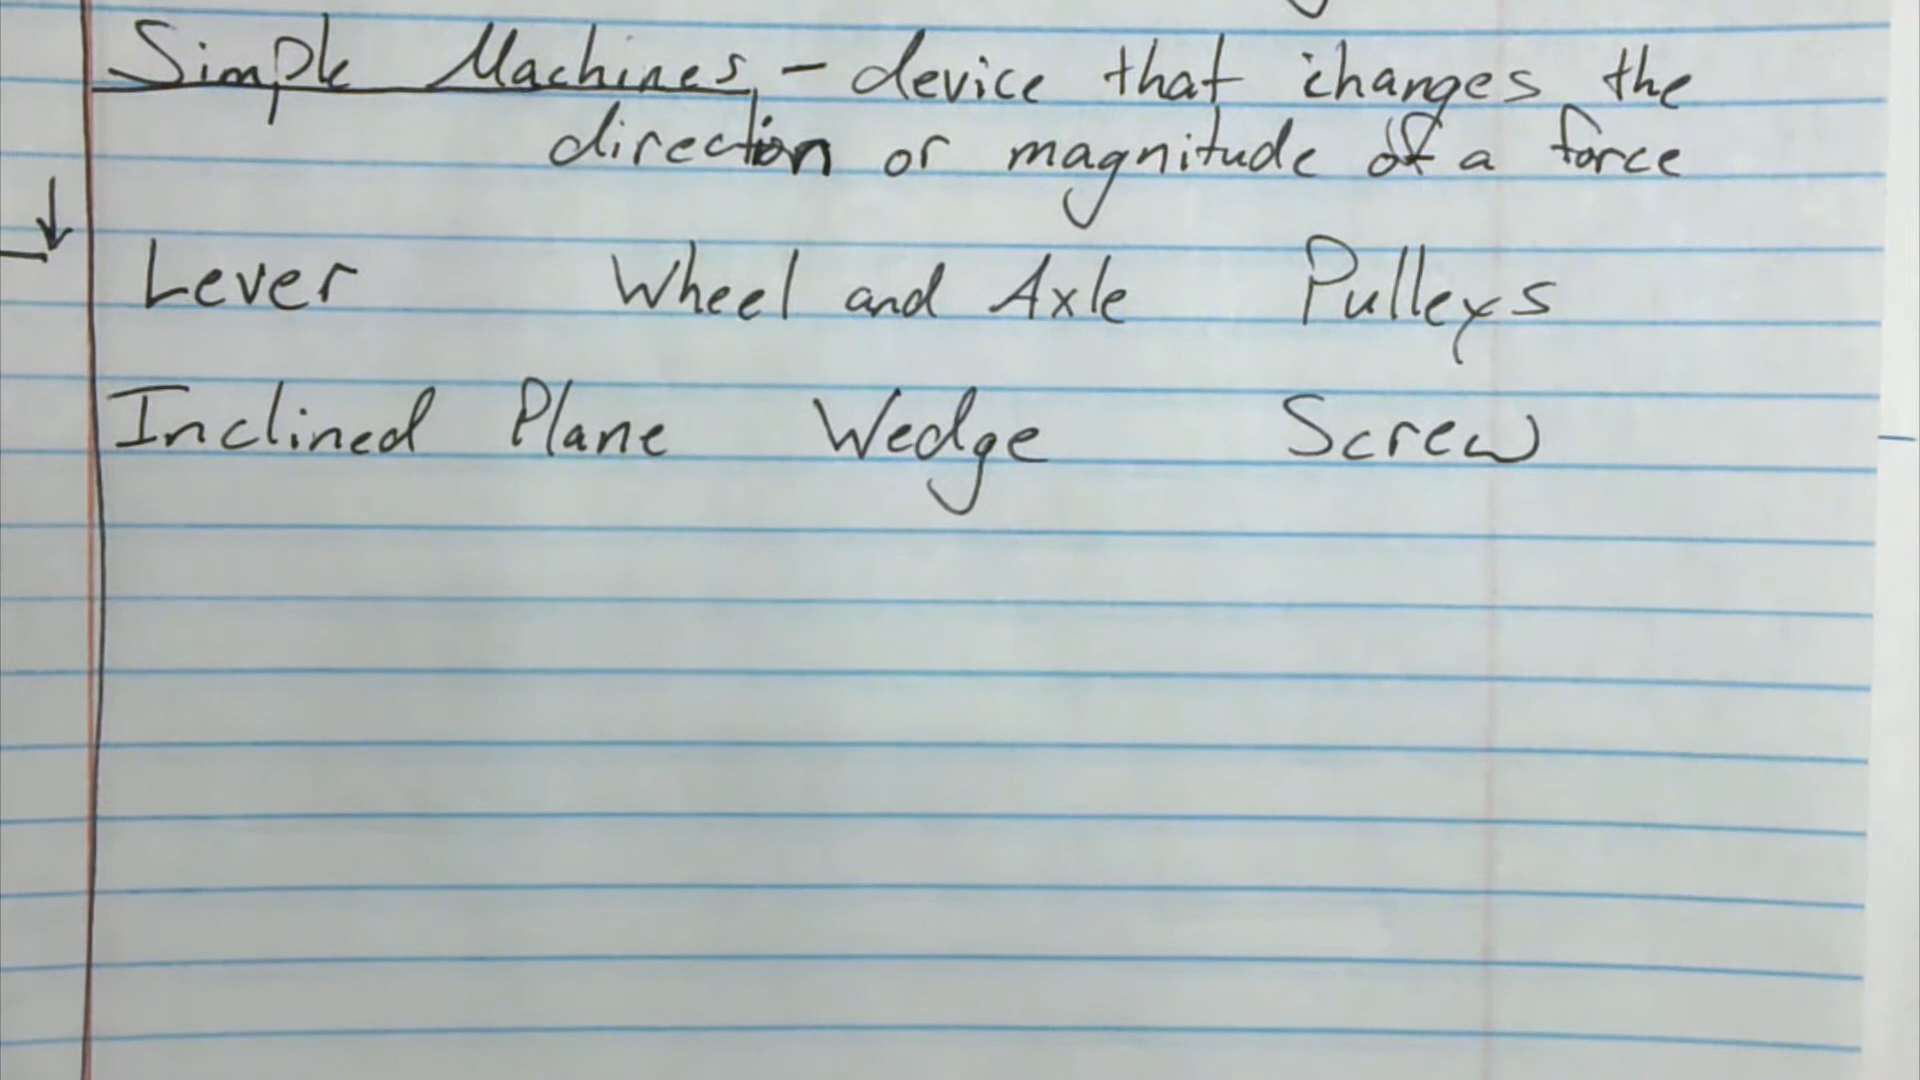 Simple Machines - device that changes the
direction or magnitude of a force
Lever Wheel and Axle Pulleys
Inclined Plane Wedge Screw